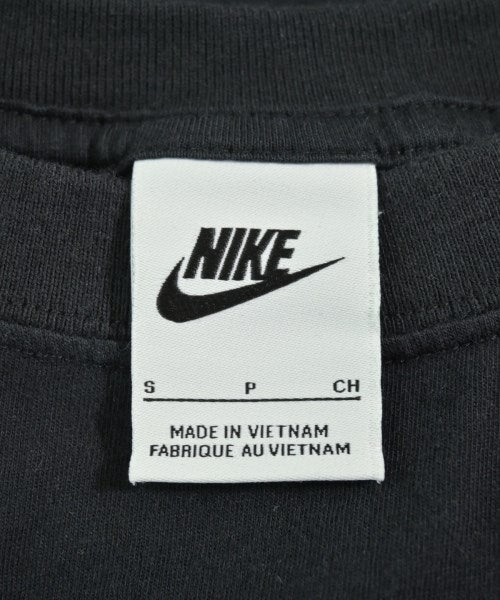 NIKE
S P CH
MADE IN VIETNAM
FABRIQUE AU VIETNAM